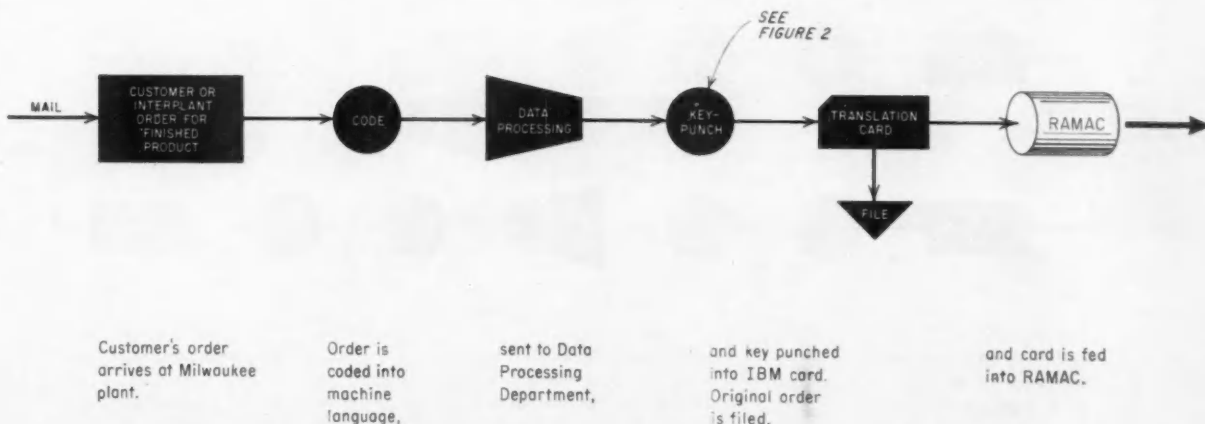 SEE
FIGURE 2
MAIL
CUSTOMER OR
INTERPLANT
ORDER FOR
FINISHED
PRODUCT
CODE
DATA
PROCESSING
KEY-
PUNCH
TRANSLATION
CARD
RAMAC
FILE
Customer's order
arrives at Milwaukee
plant.
Order is
coded into
machine
language,
sent to Data
Processing
Department,
and key punched
into IBM card.
Original order
is filed.
and card is fed
into RAMAC.